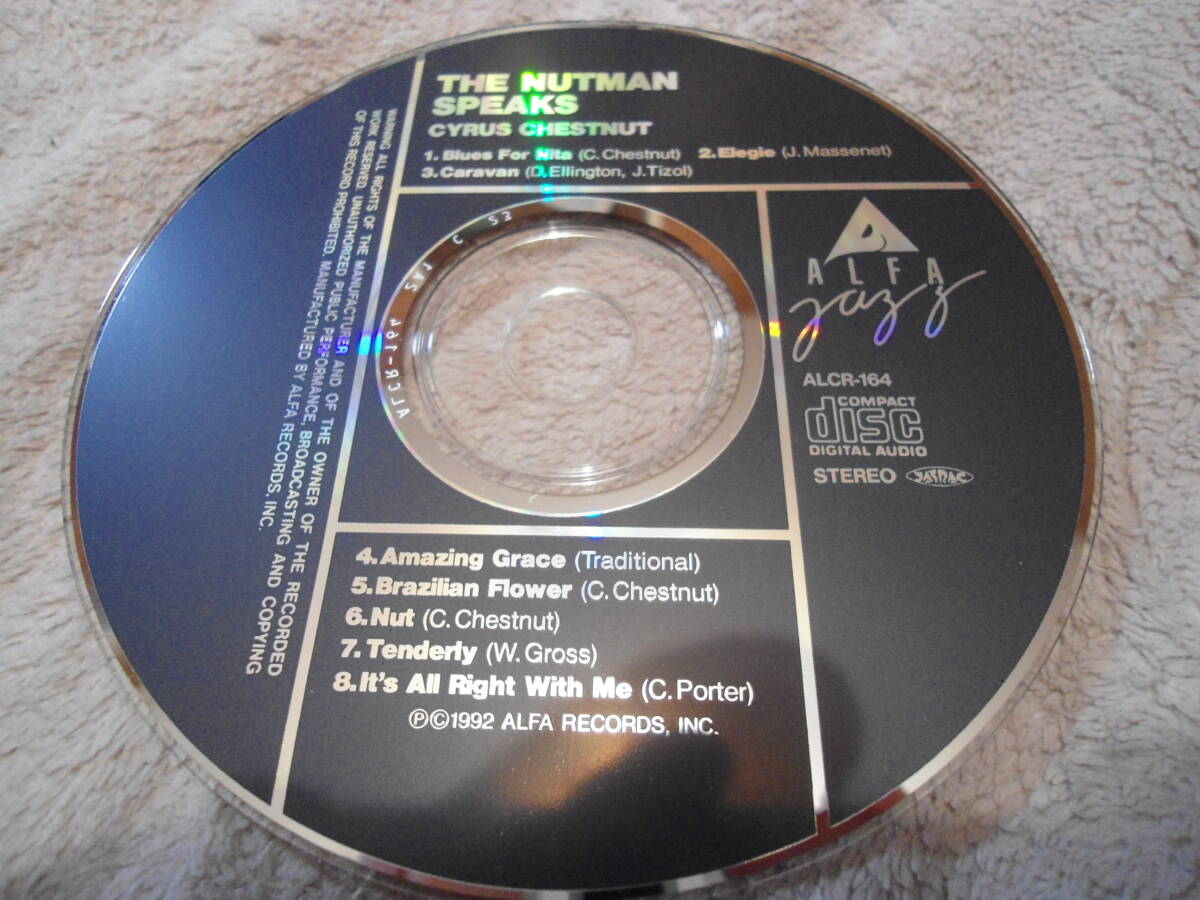 THE NUTMAN
SPEAKS
CYRUS CHESTNUT
1. Blues For Nita (C. Chestnut) 2. Elegie (J. Massenet)
3. Caravan (D. Ellington, J. Tizol)
WARNING ALL RIGHTS OF THE MANUFACTURER AND OF THE OWNER OF THE RECORDED
WORK RESERVED. UNAUTHORIZED PUBLIC PERFORMANCE, BROADCASTING AND COPYING
OF THIS RECORD PROHIBITED. MANUFACTURED BY ALFA RECORDS, INC.
ALCR-164
ALFA
jazz
ALCR-164
COMPACT
disc
DIGITAL AUDIO
STEREO JASRAC
4. Amazing Grace (Traditional)
5. Brazilian Flower (C. Chestnut)
6. Nut (C. Chestnut)
7. Tenderly (W. Gross)
8. It's All Right With Me (C. Porter)
℗©1992 ALFA RECORDS, INC.